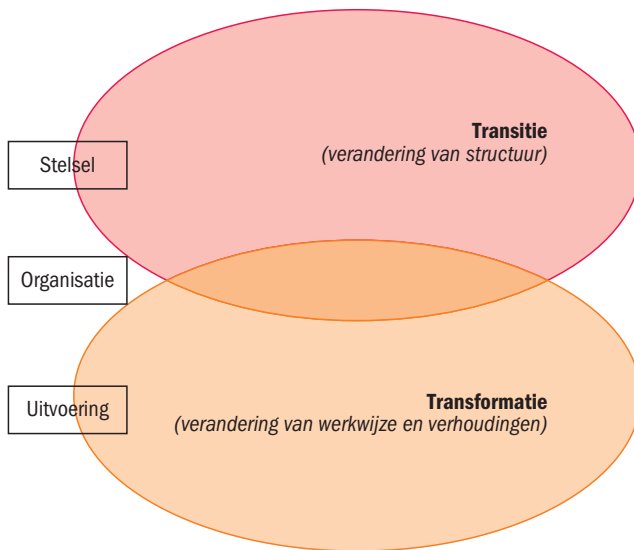 Transitie
(verandering van structuur)
Stelsel
Organisatie
Uitvoering
Transformatie
(verandering van werkwijze en verhoudingen)